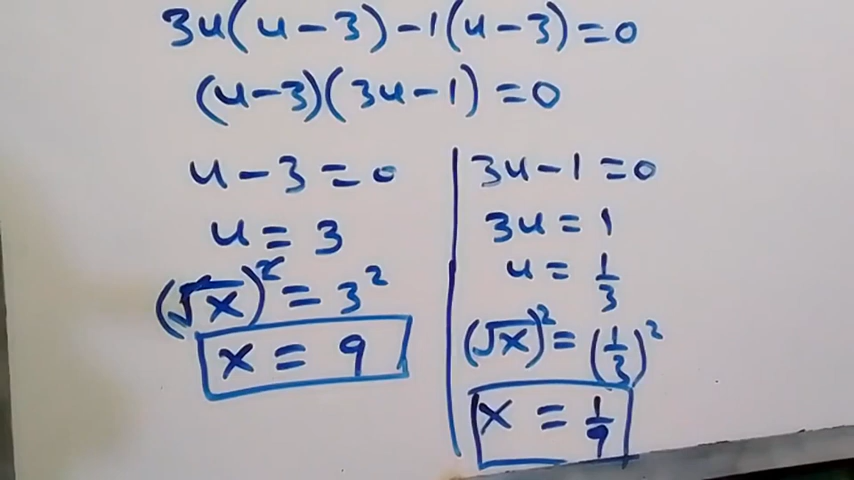 3u(u-3)-1(u-3)=0
(u-3)(3u-1)=0
u-3=0
u=3
(√x)²=3²
x=9
3u-1=0
3u=1
u=1/3
(√x)²=(1/3)²
x=1/9